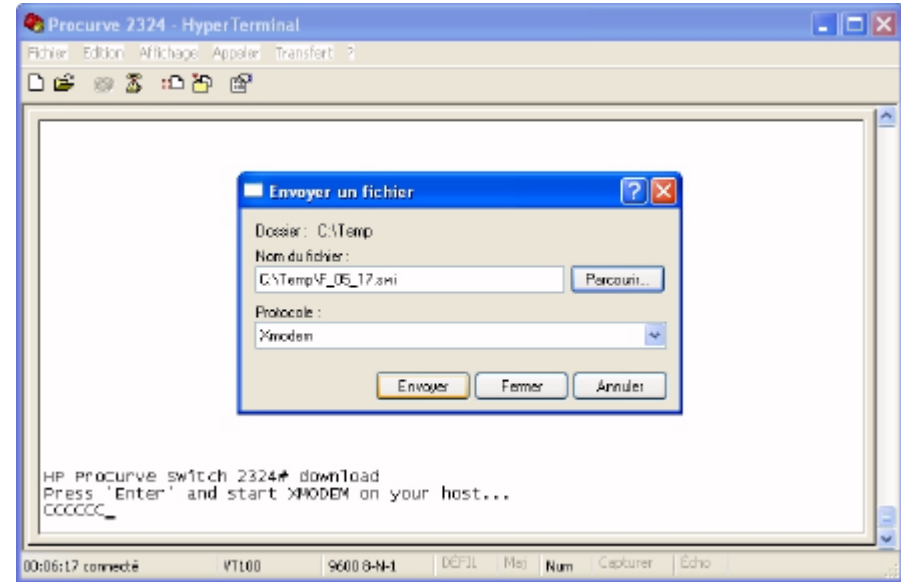 Procurve 2324 - HyperTerminal
Fichier Edition Affichage Appeler Transfert ?
Envoyer un fichier
Dossier : C:\Temp
Nom du fichier :
C:\Temp\F_05_17.swi
Parcourir...
Protocole :
Xmodem
Envoyer Fermer Annuler
HP Procurve Switch 2324# download
Press 'Enter' and start XMODEM on your host...
CCCCCC_
00:06:17 connecté VT100 9600 8-N-1 DÉFIL Maj Num Capturer Écho